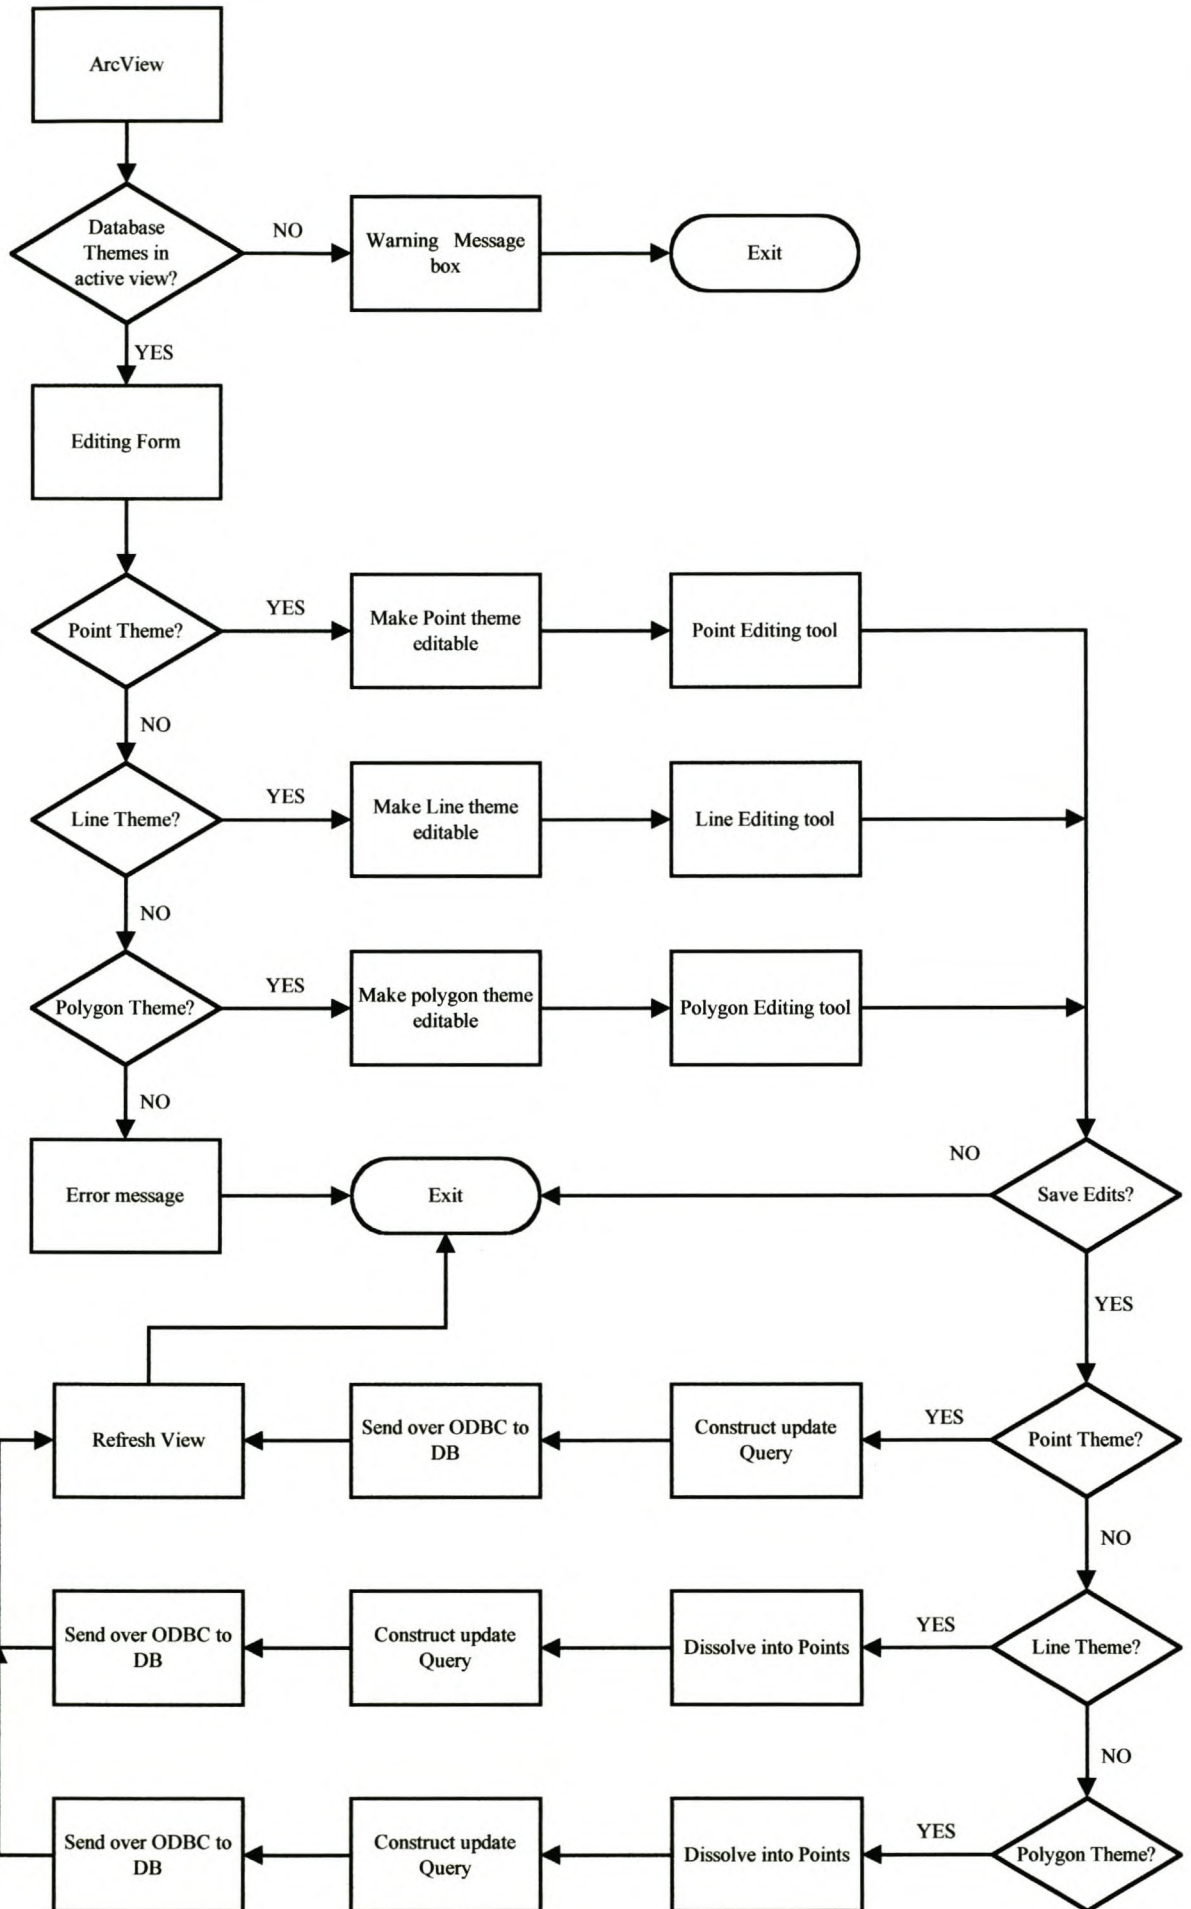 ArcView
Database
Themes in
active view?
NO
Warning Message
box
Exit
YES
Editing Form
Point Theme?
YES
Make Point theme
editable
Point Editing tool
NO
Line Theme?
YES
Make Line theme
editable
Line Editing tool
NO
Polygon Theme?
YES
Make polygon theme
editable
Polygon Editing tool
NO
Error message
Exit
NO
Save Edits?
YES
Refresh View
Send over ODBC to
DB
Construct update
Query
YES
Point Theme?
NO
Send over ODBC to
DB
Construct update
Query
Dissolve into Points
YES
Line Theme?
NO
Send over ODBC to
DB
Construct update
Query
Dissolve into Points
YES
Polygon Theme?